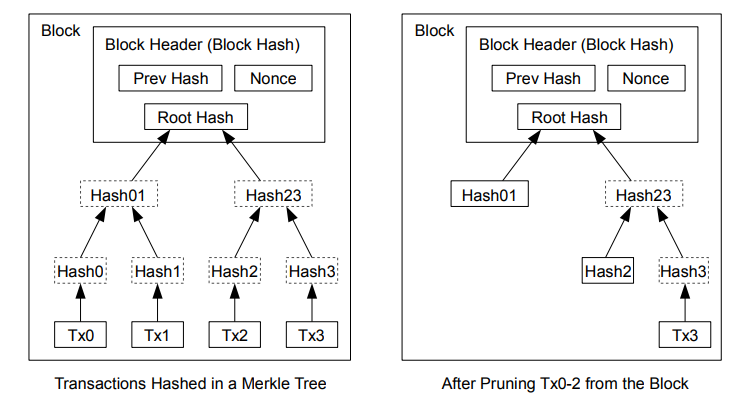 Block
Block Header (Block Hash)
Prev Hash
Nonce
Root Hash
Hash01
Hash23
Hash0
Hash1
Hash2
Hash3
Tx0
Tx1
Tx2
Tx3
Transactions Hashed in a Merkle Tree
Block
Block Header (Block Hash)
Prev Hash
Nonce
Root Hash
Hash01
Hash23
Hash2
Hash3
Tx3
After Pruning Tx0-2 from the Block